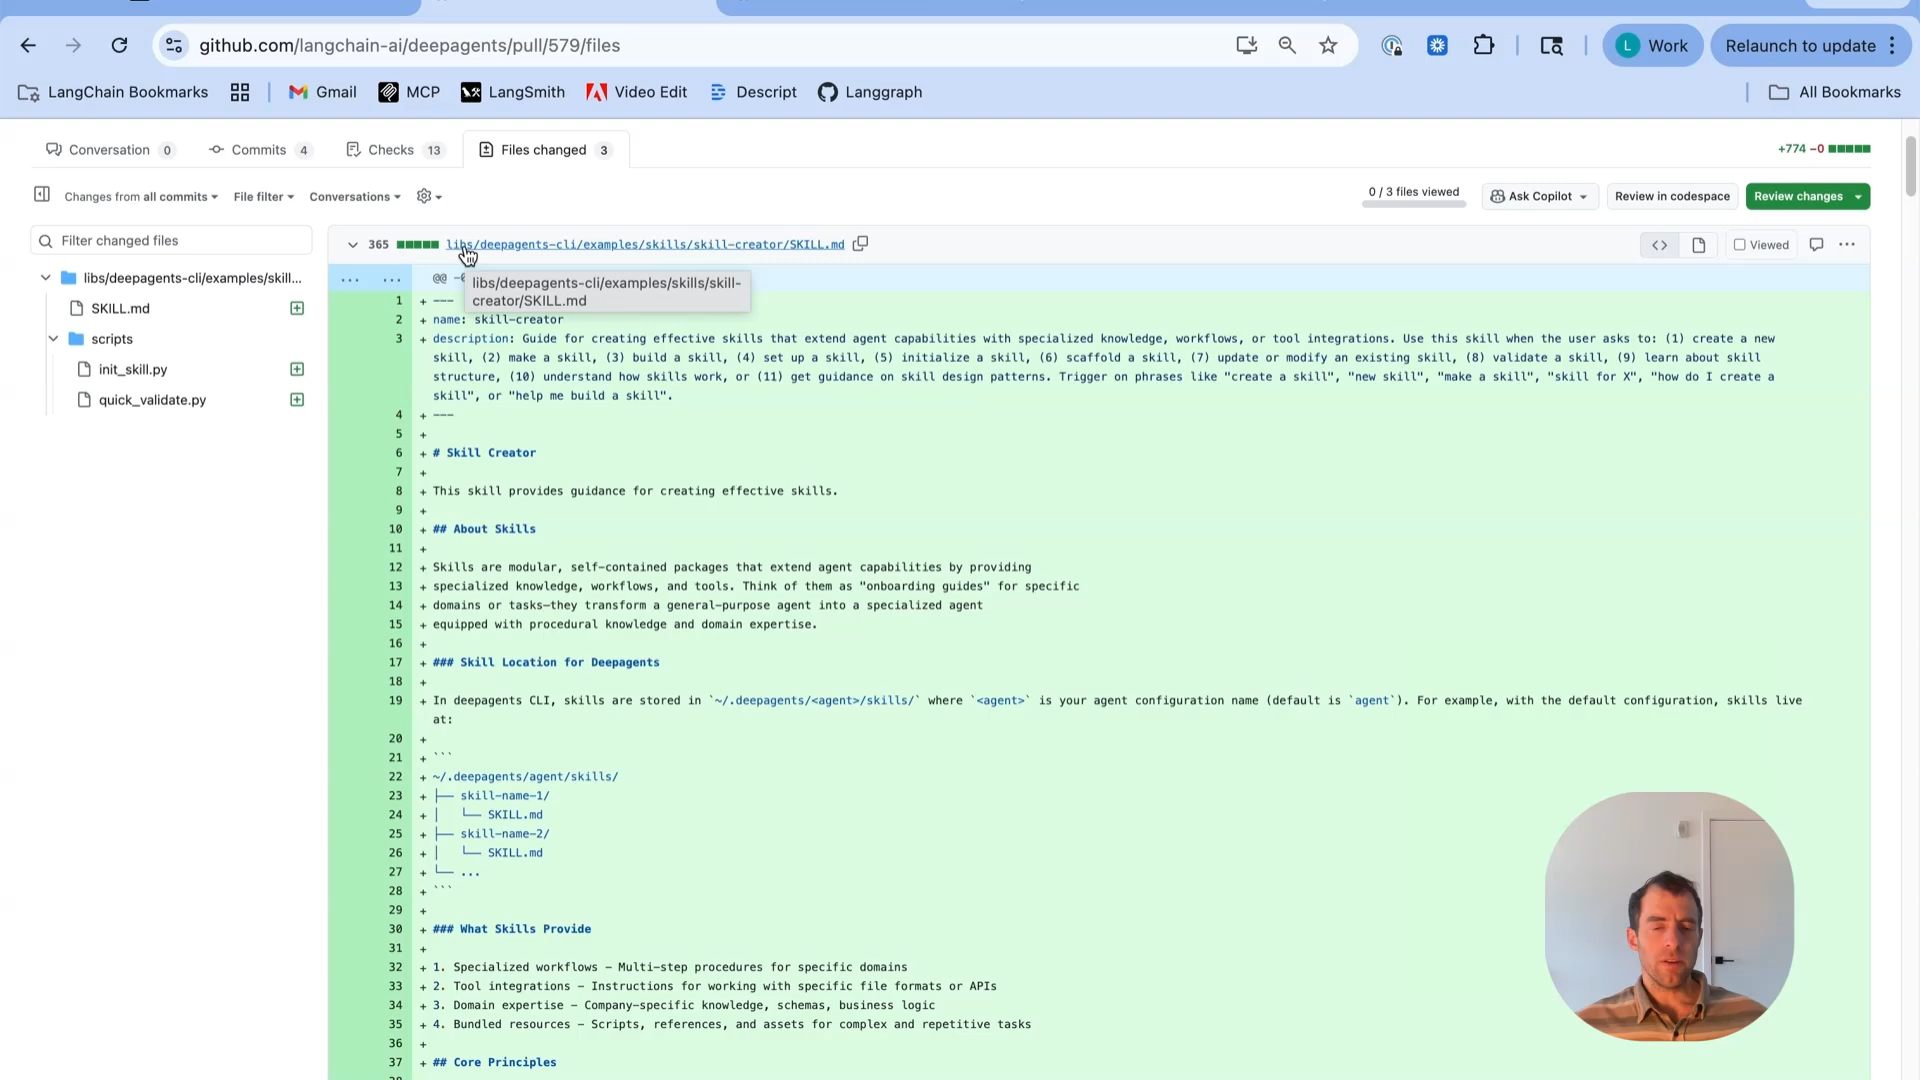 github.com/langchain-ai/deepagents/pull/579/files
L Work
Relaunch to update
LangChain Bookmarks
Gmail
MCP
LangSmith
Video Edit
Descript
Langgraph
All Bookmarks
Conversation 0
Commits 4
Checks 13
Files changed 3
+774 −0
Changes from all commits
File filter
Conversations
0 / 3 files viewed
Ask Copilot
Review in codespace
Review changes
Filter changed files
365 libs/deepagents-cli/examples/skills/skill-creator/SKILL.md
Viewed
libs/deepagents-cli/examples/skill...
SKILL.md
scripts
init_skill.py
quick_validate.py
... ... @@
libs/deepagents-cli/examples/skills/skill-
creator/SKILL.md
1 + ---
2 + name: skill-creator
3 + description: Guide for creating effective skills that extend agent capabilities with specialized knowledge, workflows, or tool integrations. Use this skill when the user asks to: (1) create a new
skill, (2) make a skill, (3) build a skill, (4) set up a skill, (5) initialize a skill, (6) scaffold a skill, (7) update or modify an existing skill, (8) validate a skill, (9) learn about skill
structure, (10) understand how skills work, or (11) get guidance on skill design patterns. Trigger on phrases like "create a skill", "new skill", "make a skill", "skill for X", "how do I create a
skill", or "help me build a skill".
4 + ---
5 +
6 + # Skill Creator
7 +
8 + This skill provides guidance for creating effective skills.
9 +
10 + ## About Skills
11 +
12 + Skills are modular, self-contained packages that extend agent capabilities by providing
13 + specialized knowledge, workflows, and tools. Think of them as "onboarding guides" for specific
14 + domains or tasks—they transform a general-purpose agent into a specialized agent
15 + equipped with procedural knowledge and domain expertise.
16 +
17 + ### Skill Location for Deepagents
18 +
19 + In deepagents CLI, skills are stored in `~/.deepagents/<agent>/skills/` where `<agent>` is your agent configuration name (default is `agent`). For example, with the default configuration, skills live
at:
20 +
21 + ```
22 + ~/.deepagents/agent/skills/
23 + ├── skill-name-1/
24 + │   └── SKILL.md
25 + ├── skill-name-2/
26 + │   └── SKILL.md
27 + └── ...
28 + ```
29 +
30 + ### What Skills Provide
31 +
32 + 1. Specialized workflows - Multi-step procedures for specific domains
33 + 2. Tool integrations - Instructions for working with specific file formats or APIs
34 + 3. Domain expertise - Company-specific knowledge, schemas, business logic
35 + 4. Bundled resources - Scripts, references, and assets for complex and repetitive tasks
36 +
37 + ## Core Principles